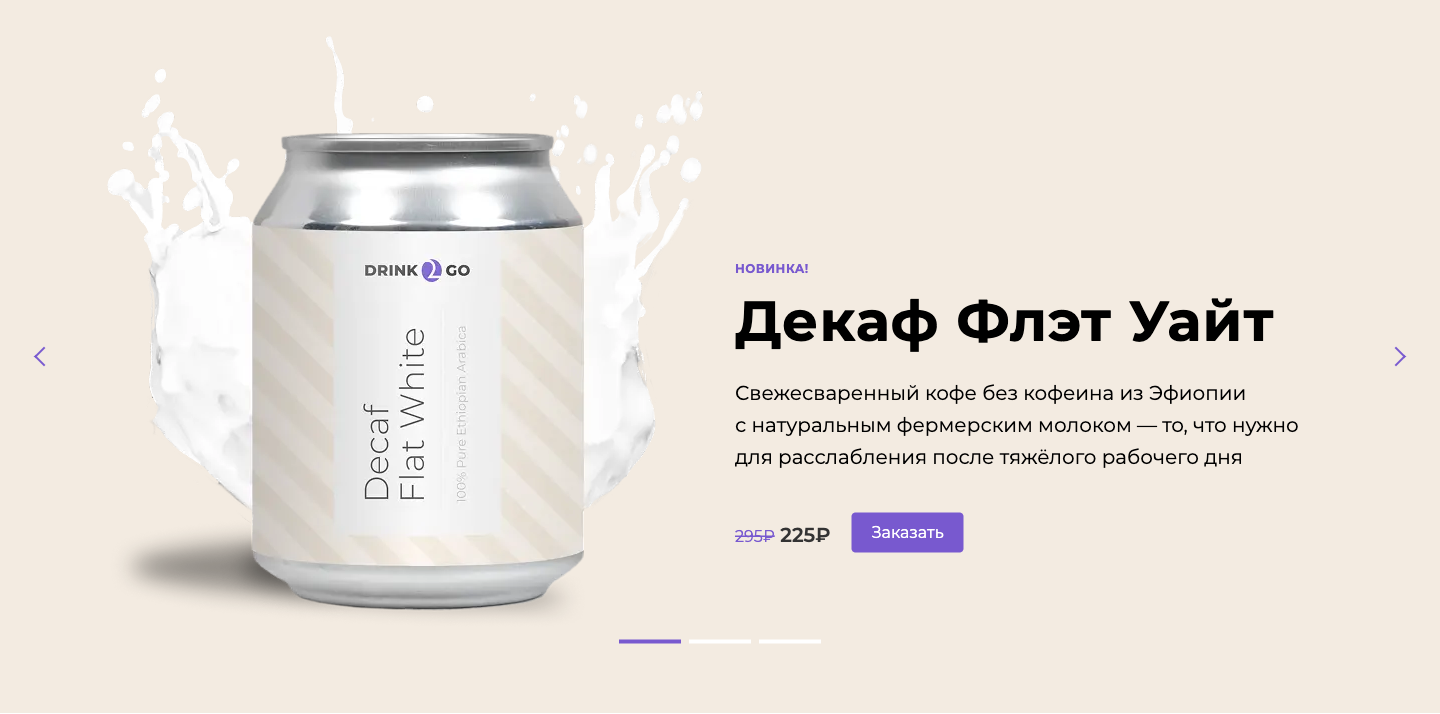 DRINK 2 GO
Decaf
Flat White
100% Pure Ethiopian Arabica
НОВИНКА!
Декаф Флэт Уайт
Свежесваренный кофе без кофеина из Эфиопии
с натуральным фермерским молоком — то, что нужно
для расслабления после тяжёлого рабочего дня
295₽ 225₽ Заказать